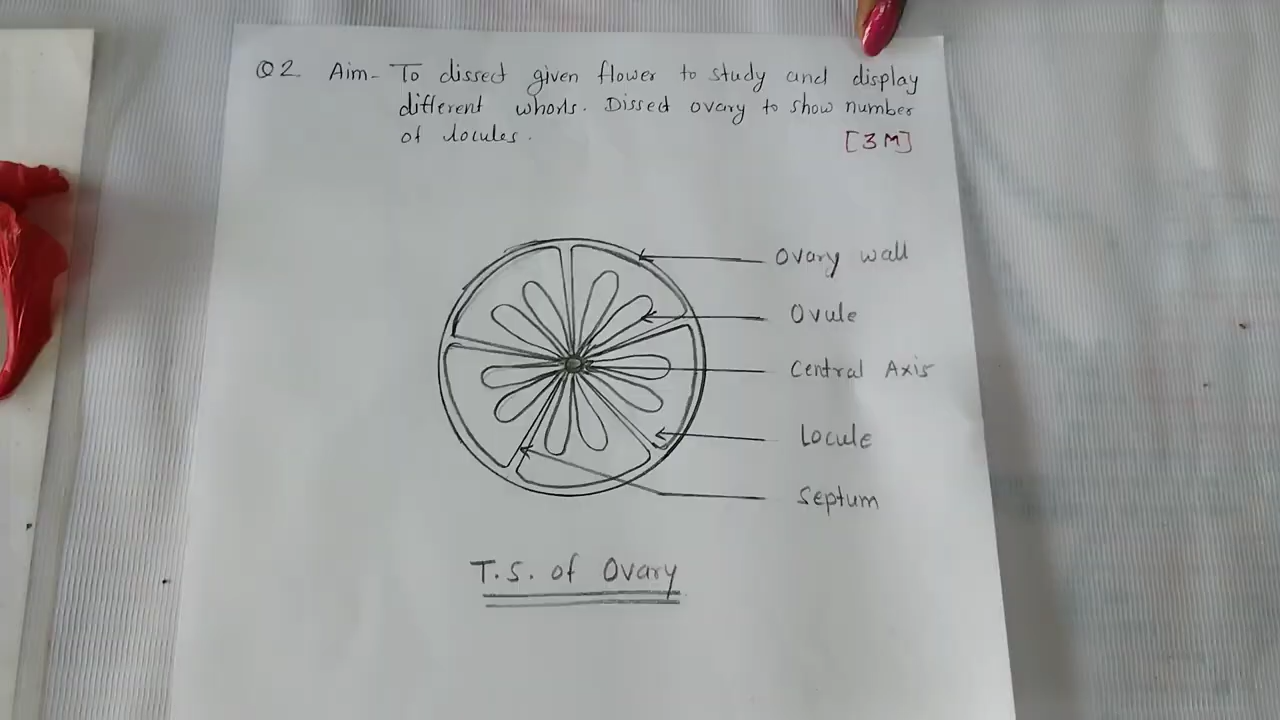 Q2 Aim- To dissect given flower to study and display
different whorls. Dissect ovary to show number
of locules. [3M]
Ovary wall
Ovule
Central Axis
Locule
Septum
T.S. of Ovary